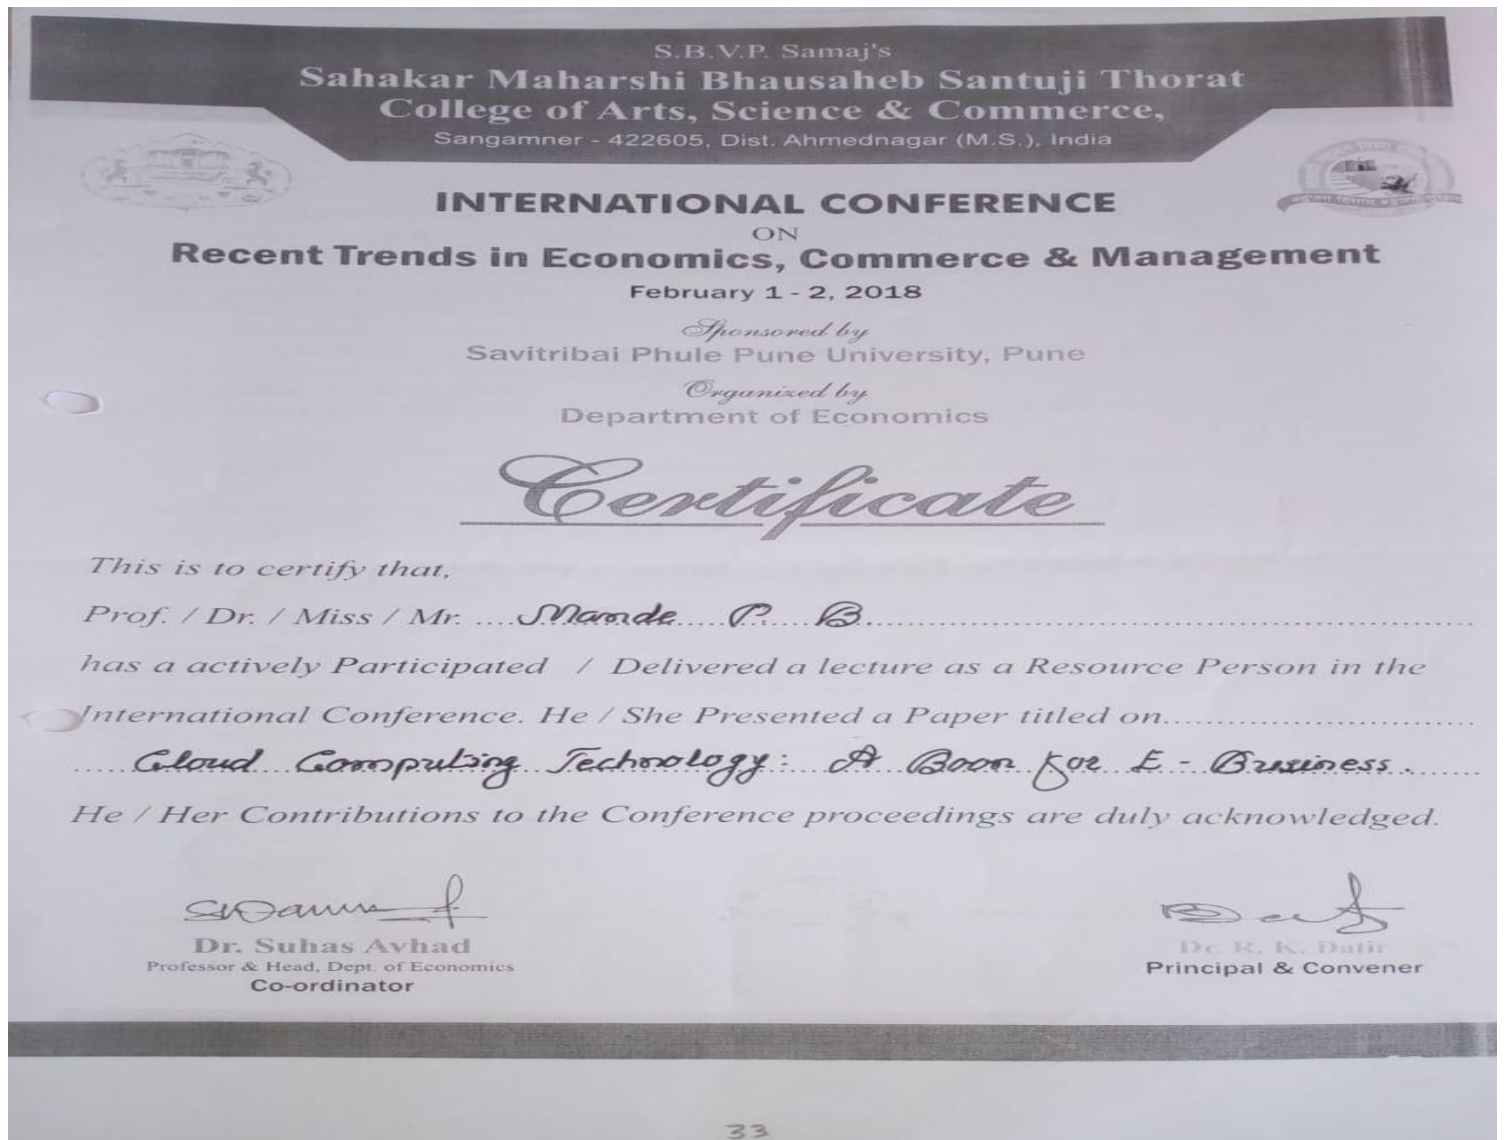 S.B.V.P. Samaj's
Sahakar Maharshi Bhausaheb Santuji Thorat
College of Arts, Science & Commerce,
Sangamner - 422605, Dist. Ahmednagar (M.S.), India
INTERNATIONAL CONFERENCE
ON
Recent Trends in Economics, Commerce & Management
February 1 - 2, 2018
Sponsored by
Savitribai Phule Pune University, Pune
Organized by
Department of Economics
Certificate
This is to certify that,
Prof. / Dr. / Miss / Mr. .... Mande P. B
has a actively Participated / Delivered a lecture as a Resource Person in the
International Conference. He / She Presented a Paper titled on
Cloud Computing Technology: A Boon for E - Business.
He / Her Contributions to the Conference proceedings are duly acknowledged.
Dr. Suhas Avhad
Professor & Head, Dept. of Economics
Co-ordinator
Dr. R. K. Datir
Principal & Convener
33